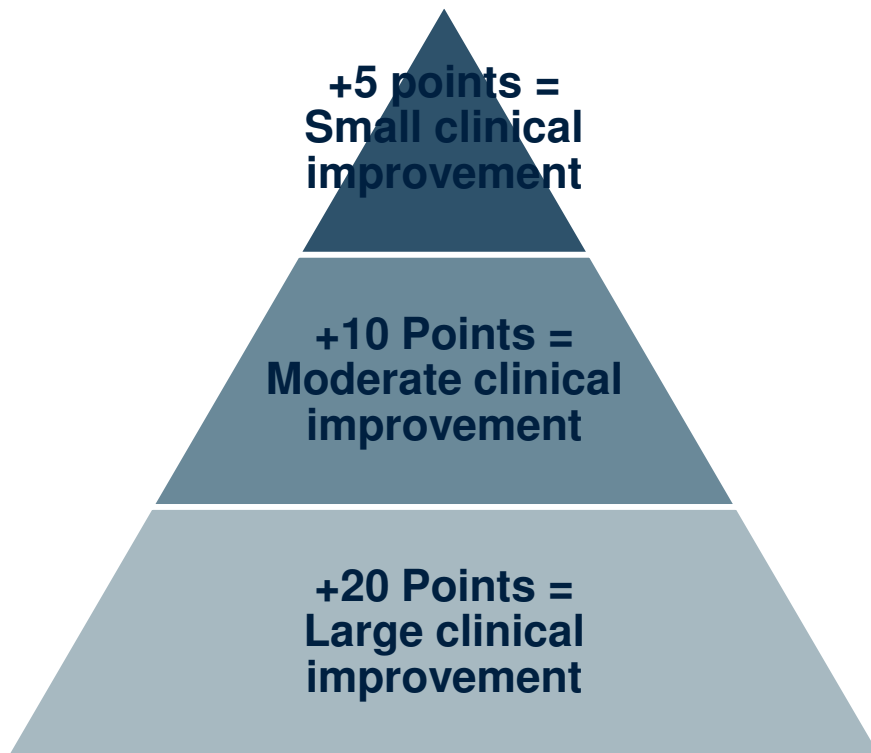 +5 points =
Small clinical
improvement
+10 Points =
Moderate clinical
improvement
+20 Points =
Large clinical
improvement